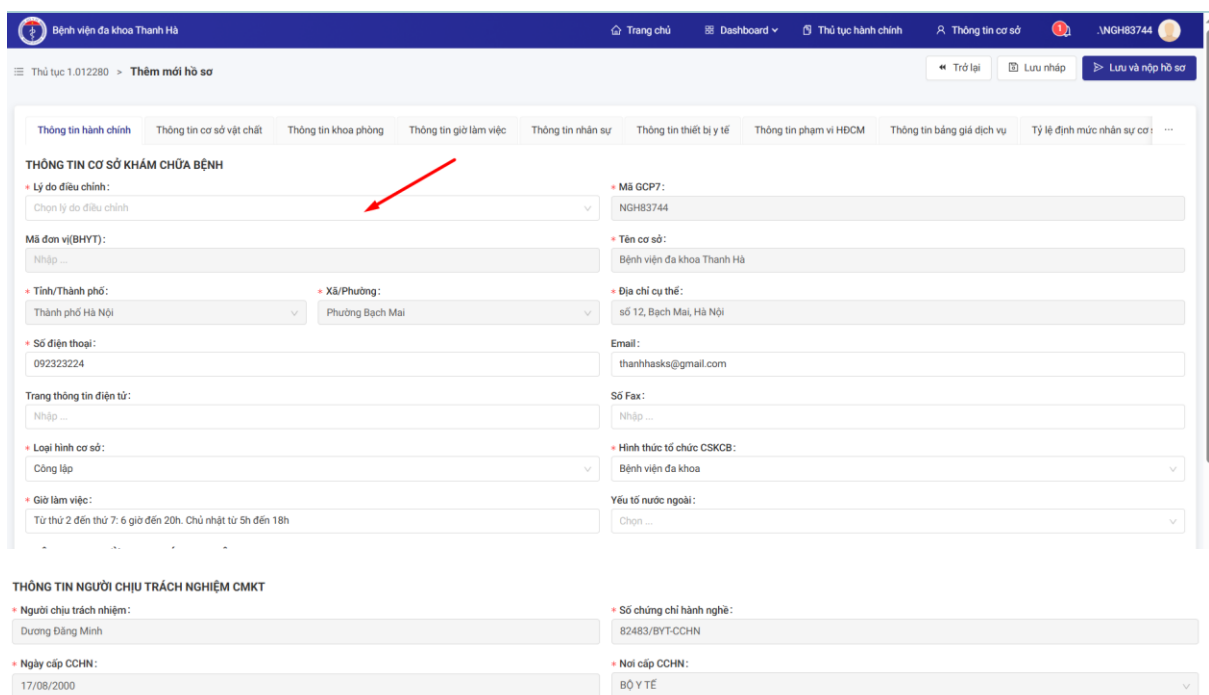 Bệnh viện đa khoa Thanh Hà
Trang chủ Dashboard Thủ tục hành chính Thông tin cơ sở 1 .\NGH83744
Thủ tục 1.012280 > Thêm mới hồ sơ Trở lại Lưu nháp Lưu và nộp hồ sơ
Thông tin hành chính Thông tin cơ sở vật chất Thông tin khoa phòng Thông tin giờ làm việc Thông tin nhân sự Thông tin thiết bị y tế Thông tin phạm vi HĐCM Thông tin bảng giá dịch vụ Tỷ lệ định mức nhân sự cơ ...
THÔNG TIN CƠ SỞ KHÁM CHỮA BỆNH
* Lý do điều chỉnh: * Mã GCP7:
Chọn lý do điều chỉnh NGH83744
Mã đơn vị(BHYT): * Tên cơ sở:
Nhập ... Bệnh viện đa khoa Thanh Hà
* Tỉnh/Thành phố: * Xã/Phường: * Địa chỉ cụ thể:
Thành phố Hà Nội Phường Bạch Mai số 12, Bạch Mai, Hà Nội
* Số điện thoại: Email:
092323224 thanhhasks@gmail.com
Trang thông tin điện tử: Số Fax:
Nhập ... Nhập ...
* Loại hình cơ sở: * Hình thức tổ chức CSKCB:
Công lập Bệnh viện đa khoa
* Giờ làm việc: Yếu tố nước ngoài:
Từ thứ 2 đến thứ 7: 6 giờ đến 20h. Chủ nhật từ 5h đến 18h Chọn ...
THÔNG TIN NGƯỜI CHỊU TRÁCH NGHIỆM CMKT
* Người chịu trách nhiệm: * Số chứng chỉ hành nghề:
Dương Đăng Minh 82483/BYT-CCHN
* Ngày cấp CCHN: * Nơi cấp CCHN:
17/08/2000 BỘ Y TẾ